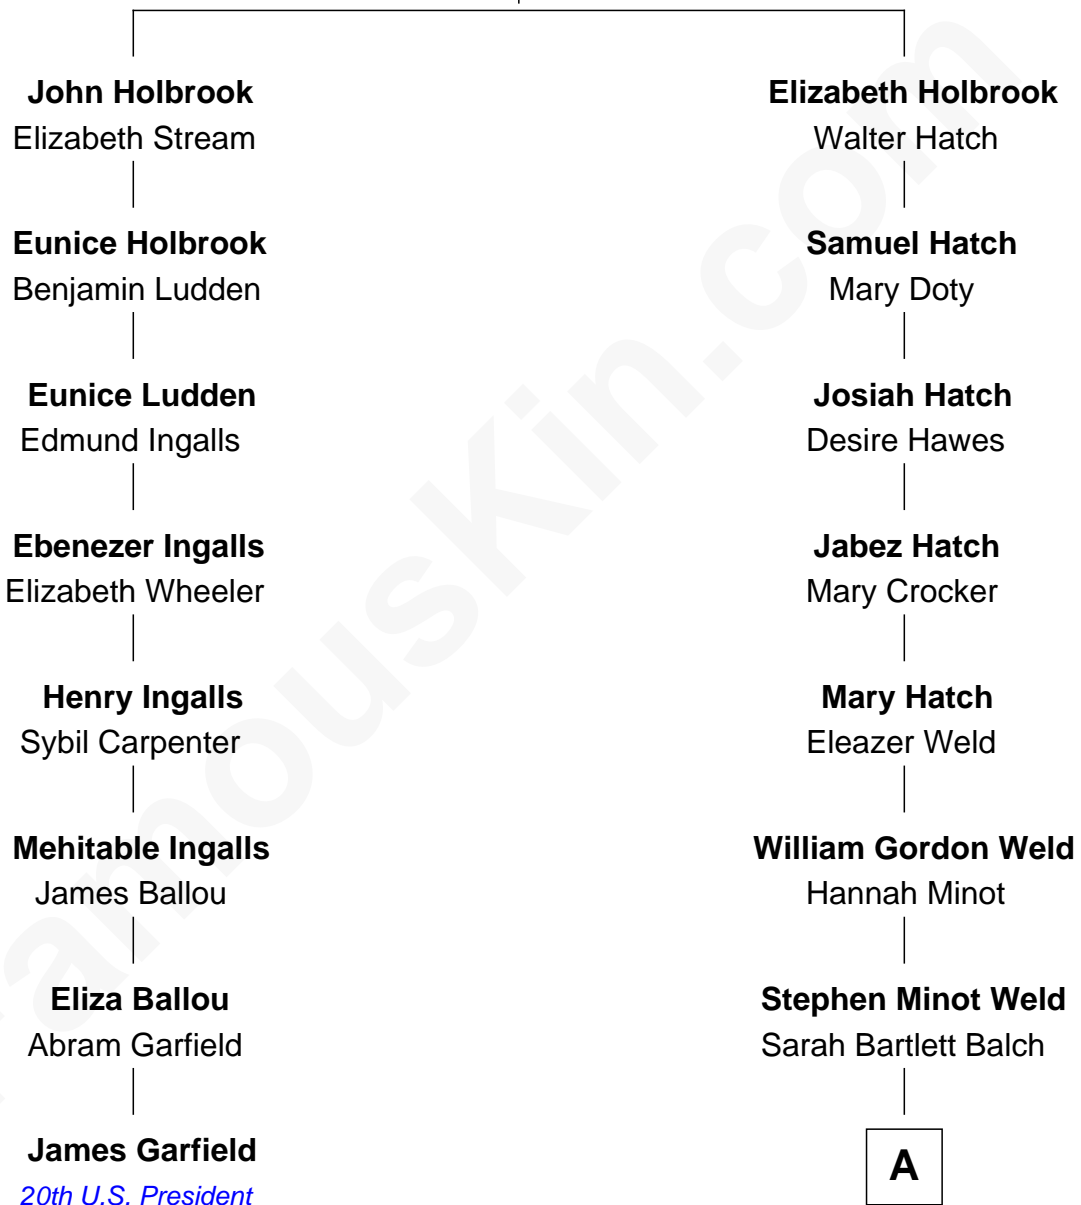 John Holbrook
Elizabeth Stream
Eunice Holbrook
Benjamin Ludden
Eunice Ludden
Edmund Ingalls
Ebenezer Ingalls
Elizabeth Wheeler
Henry Ingalls
Sybil Carpenter
Mehitable Ingalls
James Ballou
Eliza Ballou
Abram Garfield
James Garfield
20th U.S. President
Elizabeth Holbrook
Walter Hatch
Samuel Hatch
Mary Doty
Josiah Hatch
Desire Hawes
Jabez Hatch
Mary Crocker
Mary Hatch
Eleazer Weld
William Gordon Weld
Hannah Minot
Stephen Minot Weld
Sarah Bartlett Balch
A
FamousKin.com